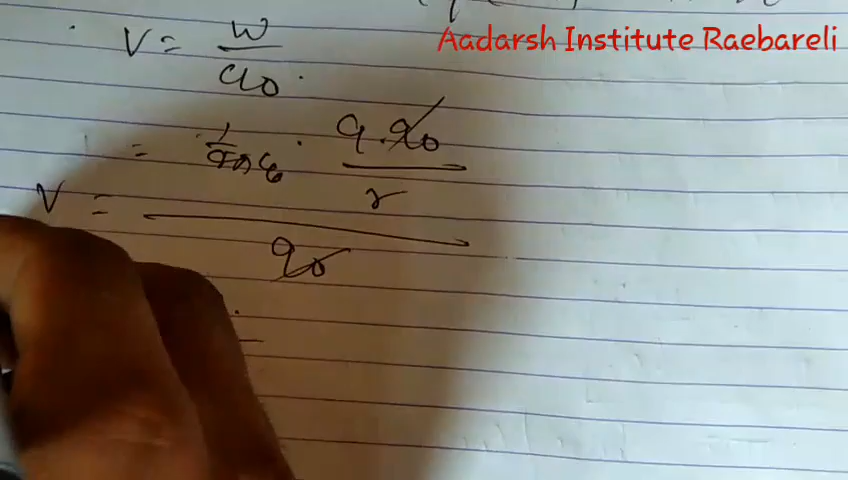 Aadarsh Institute Raebareli
V = W
q₀
= 1 . q.q₀
4πε₀
r
V =
q₀